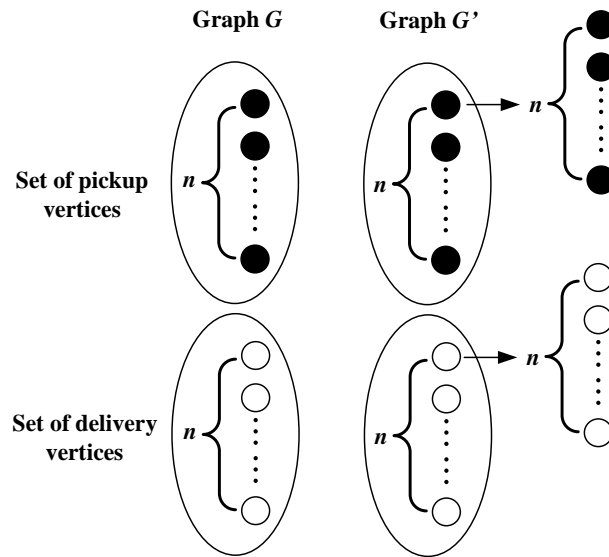 Graph G
Graph G’
n
Set of pickup
vertices
n
n
n
Set of delivery
vertices
n
n